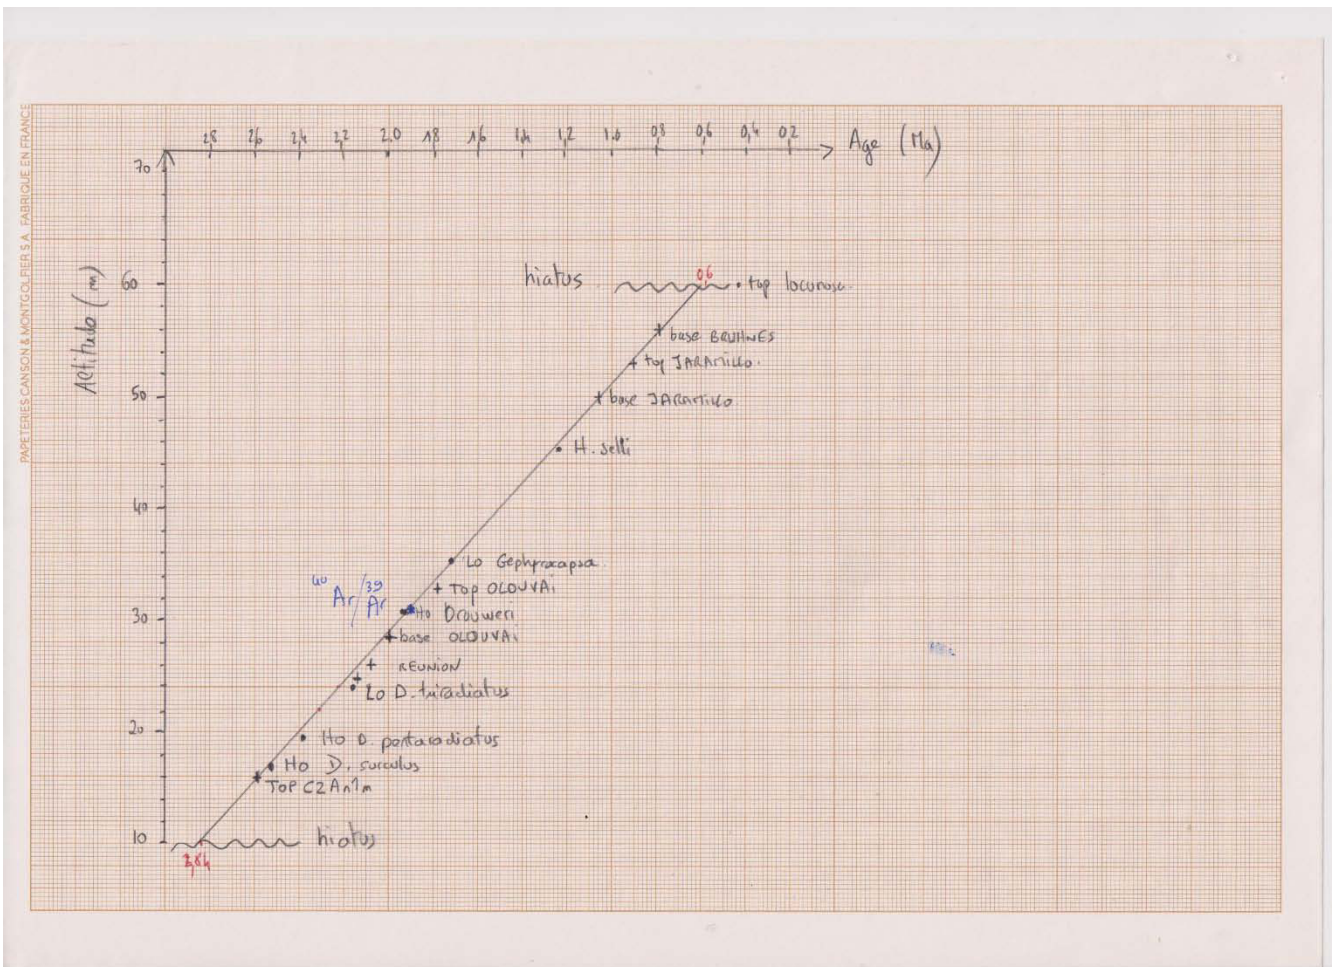 PAPETERIES CANSON & MONTGOLFIER S.A. FABRIQUE EN FRANCE
2,8 2,6 2,4 2,2 2,0 1,8 1,6 1,4 1,2 1,0 0,8 0,6 0,4 0,2 Age (Ma)
70
Altitude (m)
60
hiatus
0,6
top locunosa.
base BRUHNES
top JARAMILLO.
50
base JARAMILLO.
H. selli
40
Lo Gephyrocapsa
Top OLOUVAi
40Ar/39Ar
Ho Brouweri
30
base OLOUVAi
REUNION
Lo D. triradiatus
20
Ho D. pentaradiatus
Ho D. surculus
TOP C2An1n
10
hiatus
2,84